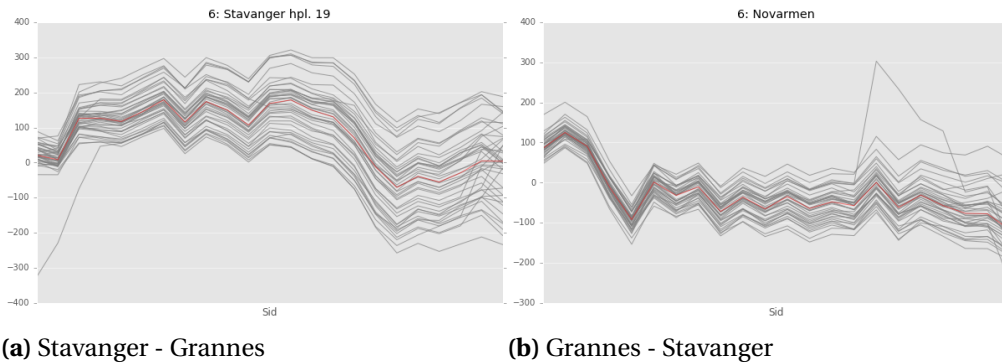 6: Stavanger hpl. 19
400
300
200
100
0
−100
−200
−300
−400
Sid
(a) Stavanger - Grannes
6: Novarmen
400
300
200
100
0
−100
−200
−300
Sid
(b) Grannes - Stavanger